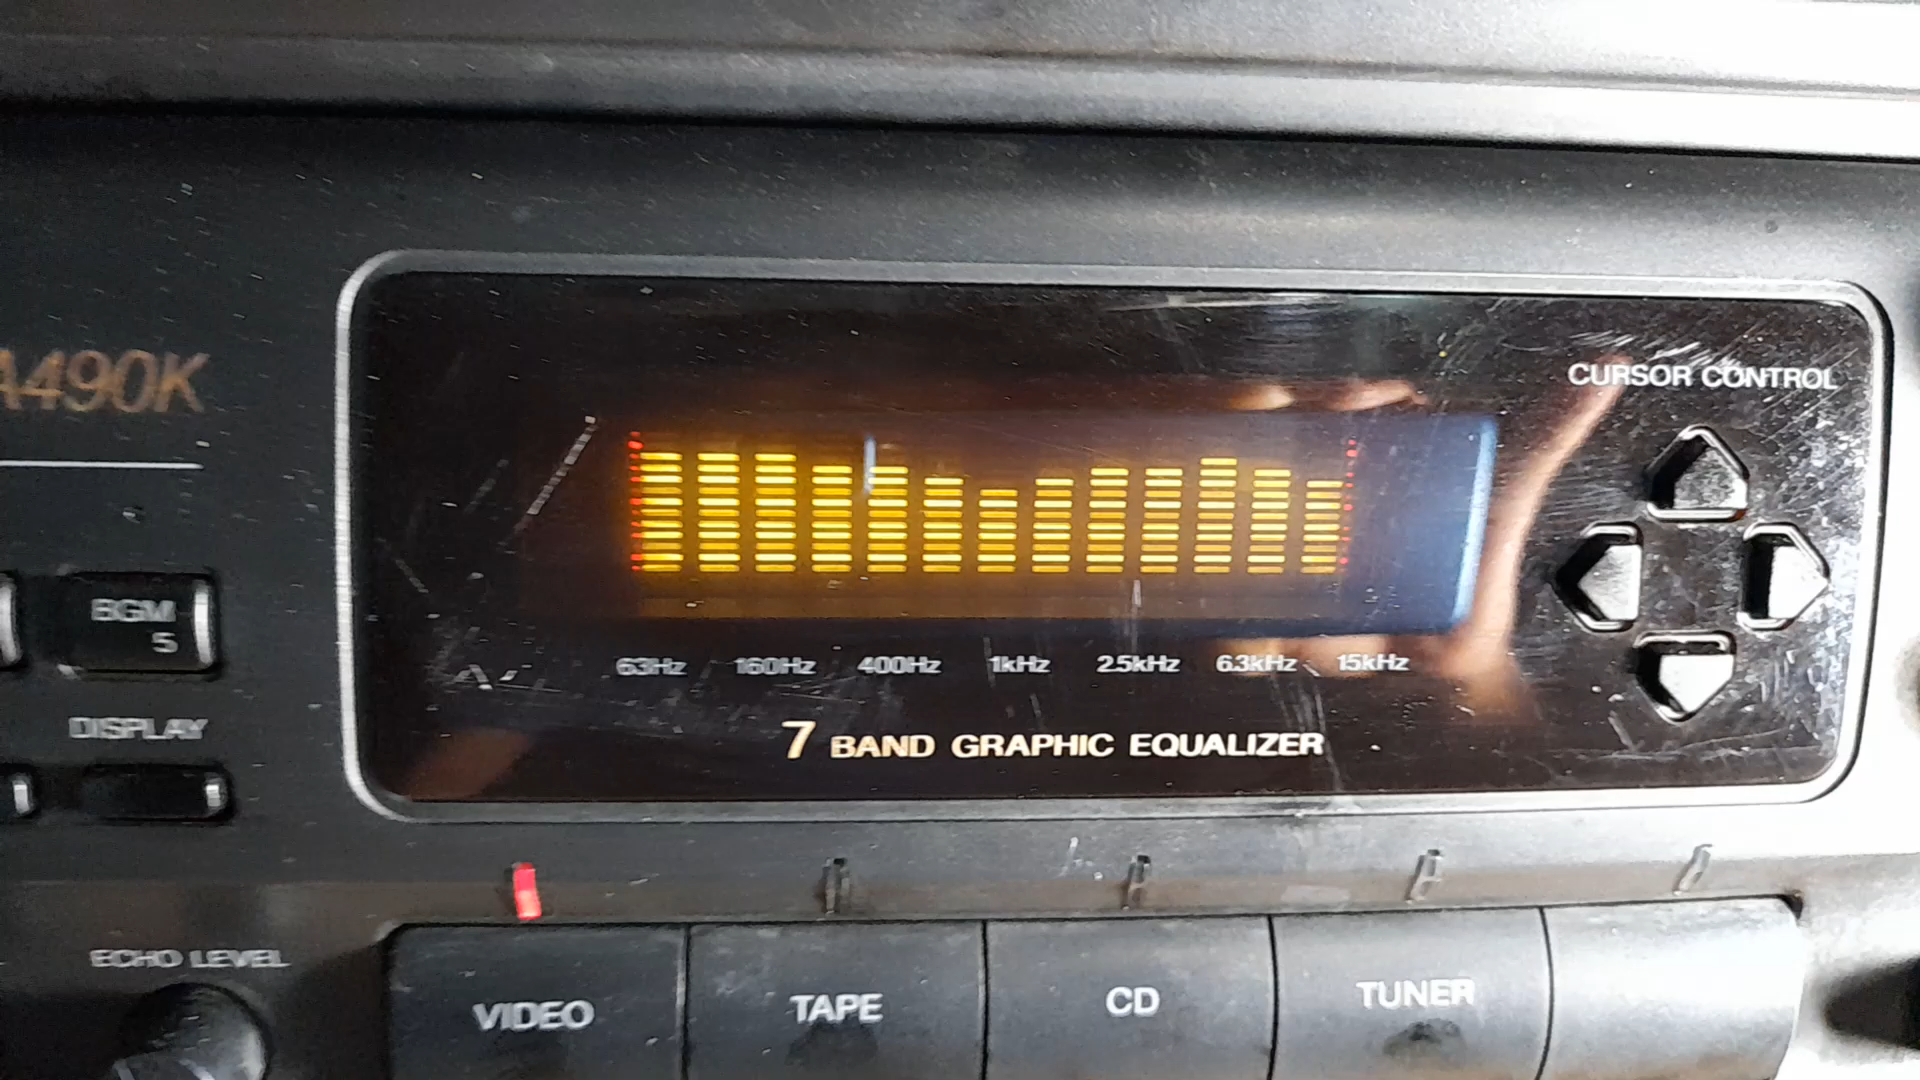 A490K
CURSOR CONTROL
BGM
5
63Hz 160Hz 400Hz 1kHz 2.5kHz 6.3kHz 15kHz
DISPLAY
7 BAND GRAPHIC EQUALIZER
ECHO LEVEL
VIDEO TAPE CD TUNER